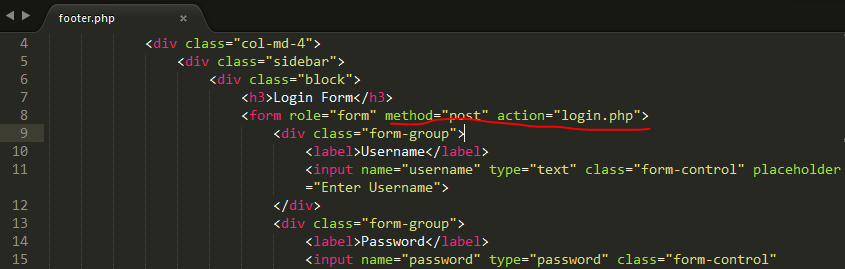 footer.php ×
4 <div class="col-md-4">
5 <div class="sidebar">
6 <div class="block">
7 <h3>Login Form</h3>
8 <form role="form" method="post" action="login.php">
9 <div class="form-group">
10 <label>Username</label>
11 <input name="username" type="text" class="form-control" placeholder
="Enter Username">
12 </div>
13 <div class="form-group">
14 <label>Password</label>
15 <input name="password" type="password" class="form-control"